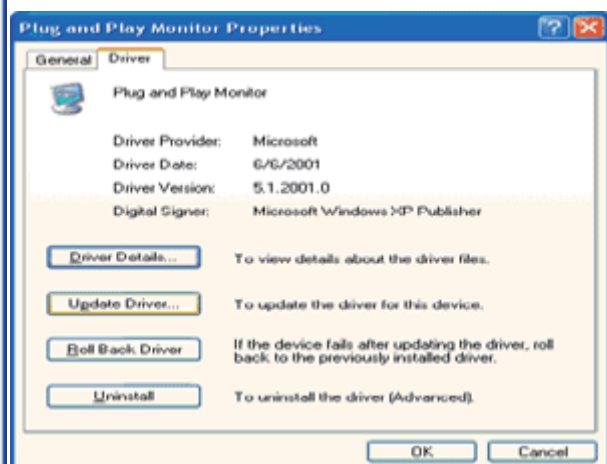 Plug and Play Monitor Properties
General Driver
Plug and Play Monitor
Driver Provider: Microsoft
Driver Date: 6/6/2001
Driver Version: 5.1.2001.0
Digital Signer: Microsoft Windows XP Publisher
Driver Details... To view details about the driver files.
Update Driver... To update the driver for this device.
Roll Back Driver If the device fails after updating the driver, roll
back to the previously installed driver.
Uninstall To uninstall the driver (Advanced).
OK Cancel